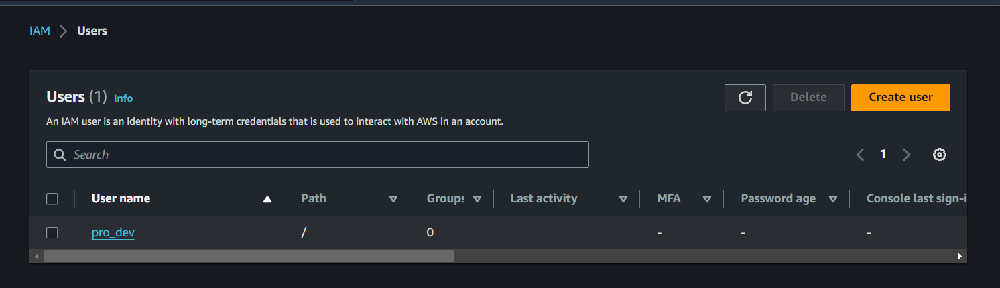 IAM > Users
Users (1) Info
Delete
Create user
An IAM user is an identity with long-term credentials that is used to interact with AWS in an account.
Search
1
User name Path Groups Last activity MFA Password age Console last sign-i
pro_dev / 0 - - -